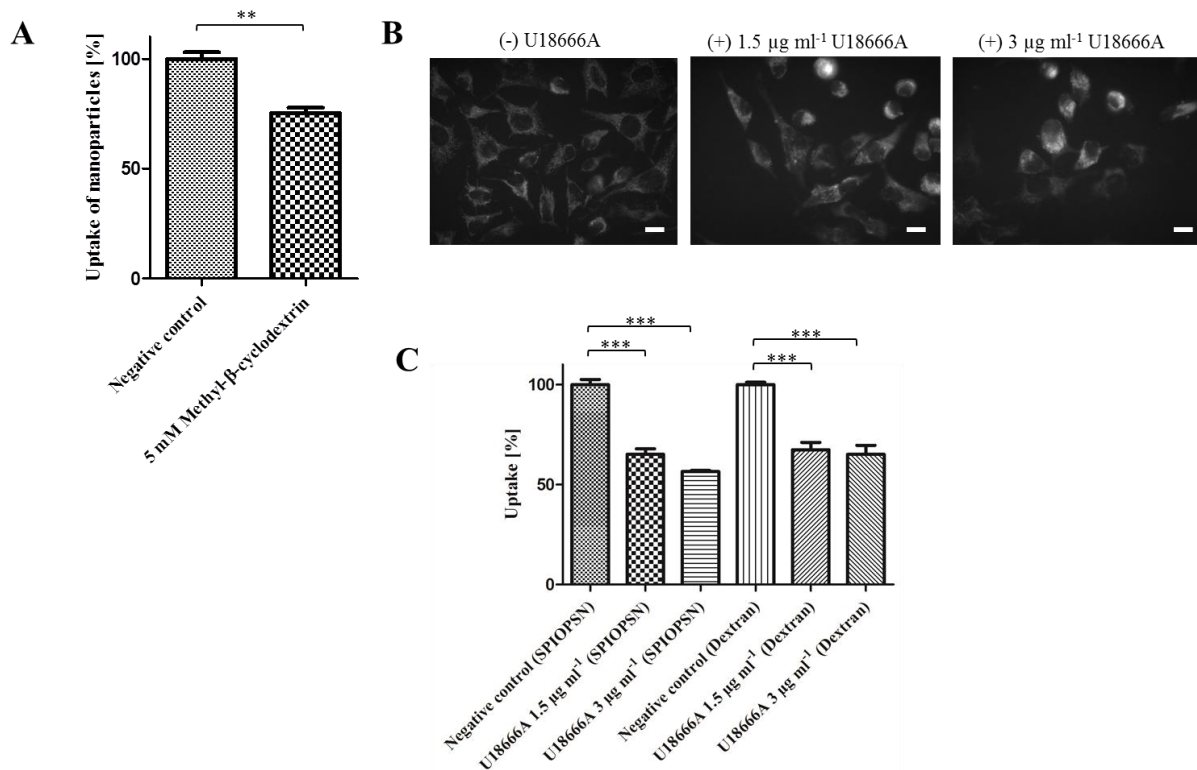 A
**
Uptake of nanoparticles [%]
100
50
0
Negative control
5 mM Methyl-β-cyclodextrin
B
(-) U18666A
(+) 1.5 µg ml⁻¹ U18666A
(+) 3 µg ml⁻¹ U18666A
C
***
***
***
***
Uptake [%]
100
50
0
Negative control (SPIOPSN)
U18666A 1.5 µg ml⁻¹ (SPIOPSN)
U18666A 3 µg ml⁻¹ (SPIOPSN)
Negative control (Dextran)
U18666A 1.5 µg ml⁻¹ (Dextran)
U18666A 3 µg ml⁻¹ (Dextran)